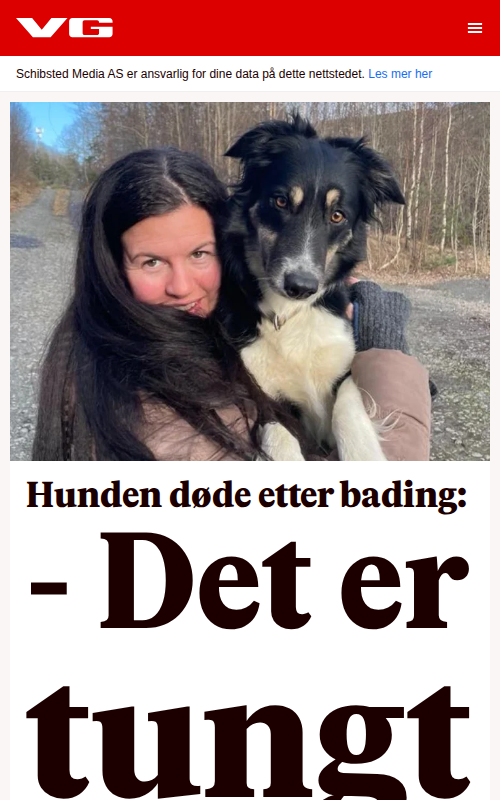 VG
Schibsted Media AS er ansvarlig for dine data på dette nettstedet. Les mer her
Hunden døde etter bading:
- Det er
tungt